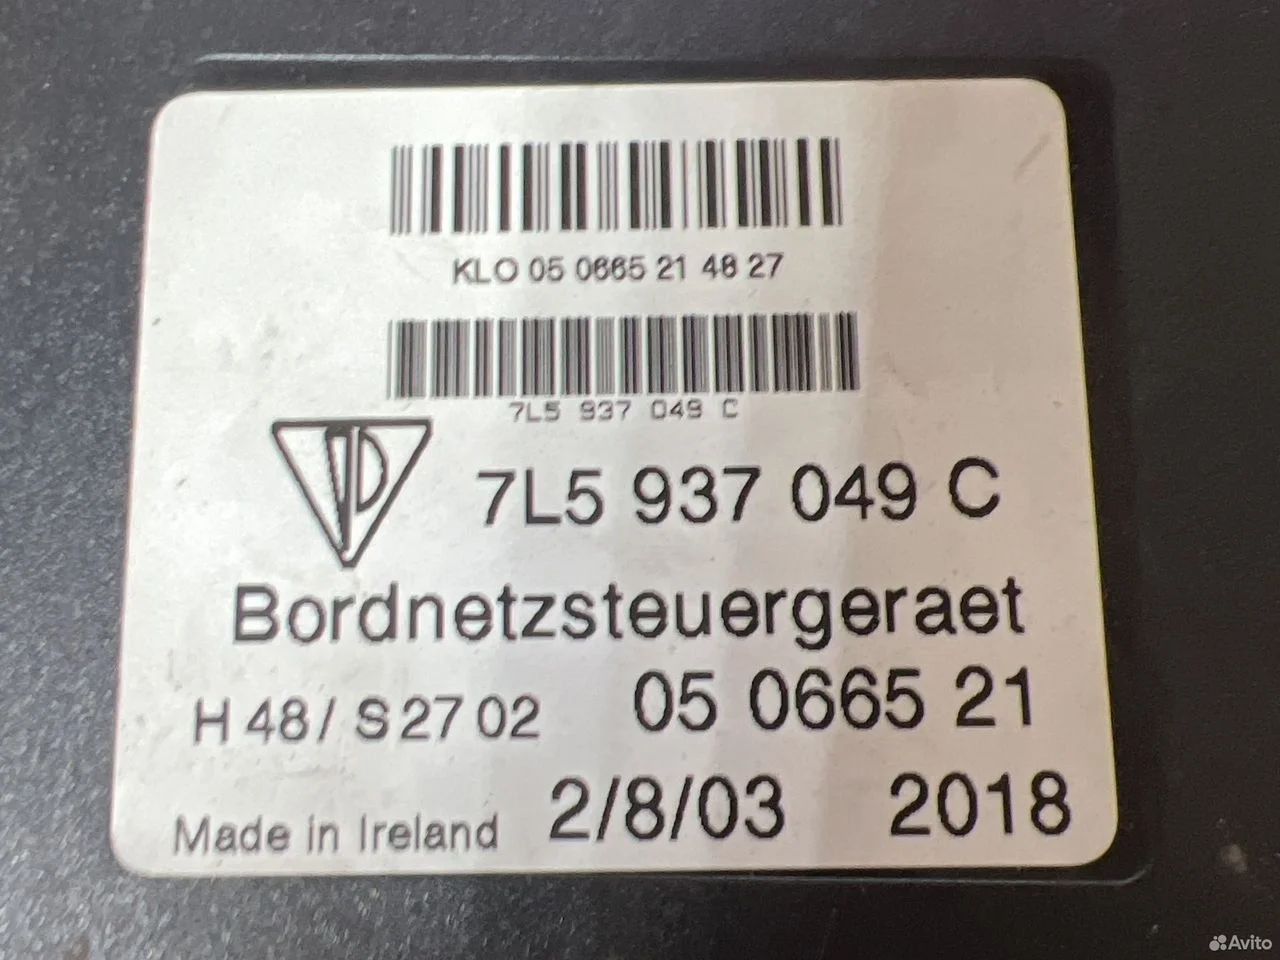 KLO 05 0665 21 48 27
7L5 937 049 C
7L5 937 049 C
Bordnetzsteuergeraet
H 48/ S 27 02 05 0665 21
Made in Ireland 2/8/03 2018
Avito